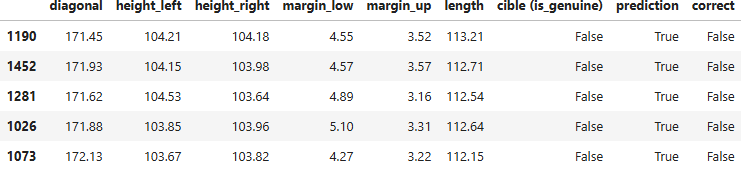 diagonal height_left height_right margin_low margin_up length cible (is_genuine) prediction correct
1190 171.45 104.21 104.18 4.55 3.52 113.21 False True False
1452 171.93 104.15 103.98 4.57 3.57 112.71 False True False
1281 171.62 104.53 103.64 4.89 3.16 112.54 False True False
1026 171.88 103.85 103.96 5.10 3.31 112.64 False True False
1073 172.13 103.67 103.82 4.27 3.22 112.15 False True False